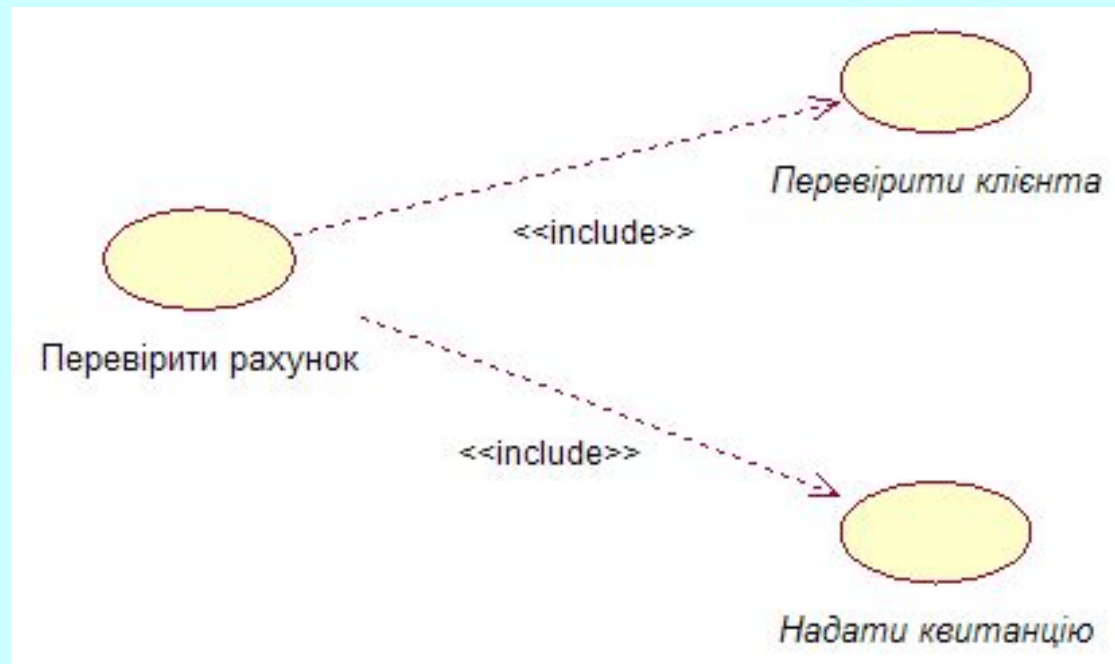 Перевірити клієнта
<<include>>
Перевірити рахунок
<<include>>
Надати квитанцію